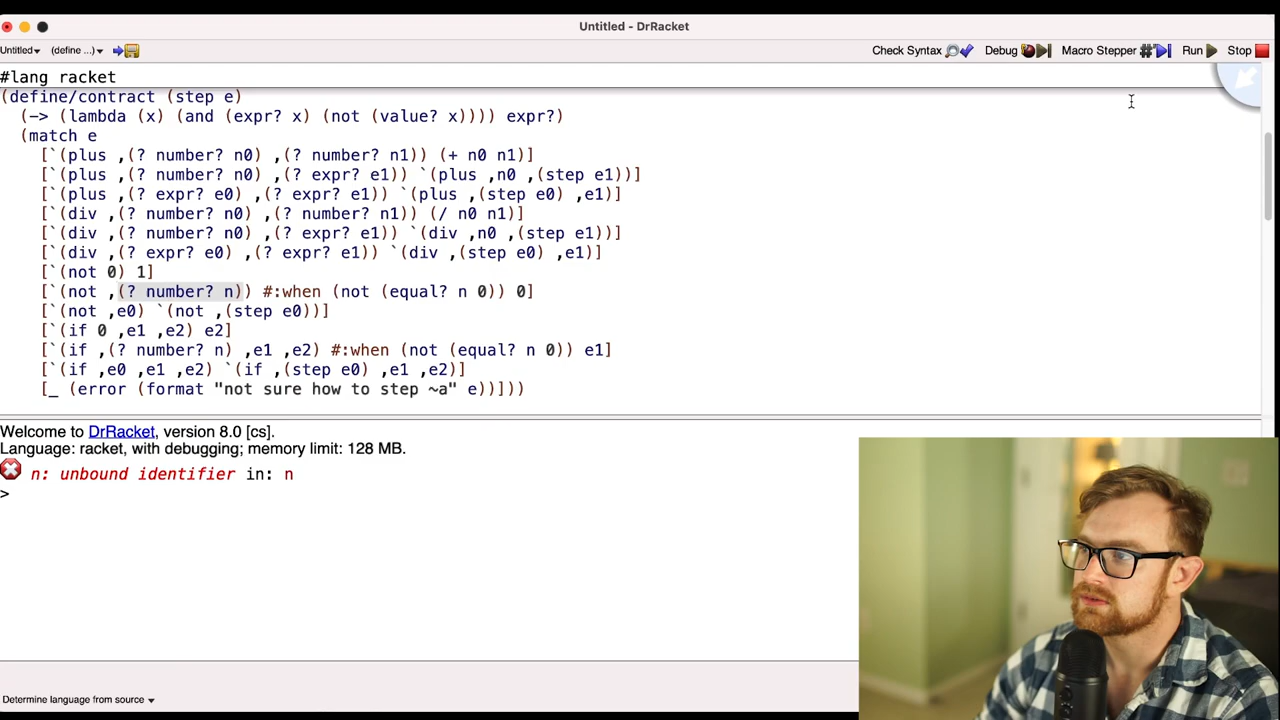 Untitled - DrRacket
Untitled▾ (define ...)▾ Check Syntax Debug Macro Stepper Run Stop
#lang racket
(define/contract (step e)
(-> (lambda (x) (and (expr? x) (not (value? x)))) expr?)
(match e
[`(plus ,(? number? n0) ,(? number? n1)) (+ n0 n1)]
[`(plus ,(? number? n0) ,(? expr? e1)) `(plus ,n0 ,(step e1))]
[`(plus ,(? expr? e0) ,(? expr? e1)) `(plus ,(step e0) ,e1)]
[`(div ,(? number? n0) ,(? number? n1)) (/ n0 n1)]
[`(div ,(? number? n0) ,(? expr? e1)) `(div ,n0 ,(step e1))]
[`(div ,(? expr? e0) ,(? expr? e1)) `(div ,(step e0) ,e1)]
[`(not 0) 1]
[`(not ,(? number? n)) #:when (not (equal? n 0)) 0]
[`(not ,e0) `(not ,(step e0))]
[`(if 0 ,e1 ,e2) e2]
[`(if ,(? number? n) ,e1 ,e2) #:when (not (equal? n 0)) e1]
[`(if ,e0 ,e1 ,e2) `(if ,(step e0) ,e1 ,e2)]
[_ (error (format "not sure how to step ~a" e))]))
Welcome to DrRacket, version 8.0 [cs].
Language: racket, with debugging; memory limit: 128 MB.
n: unbound identifier in: n
>
Determine language from source ▾